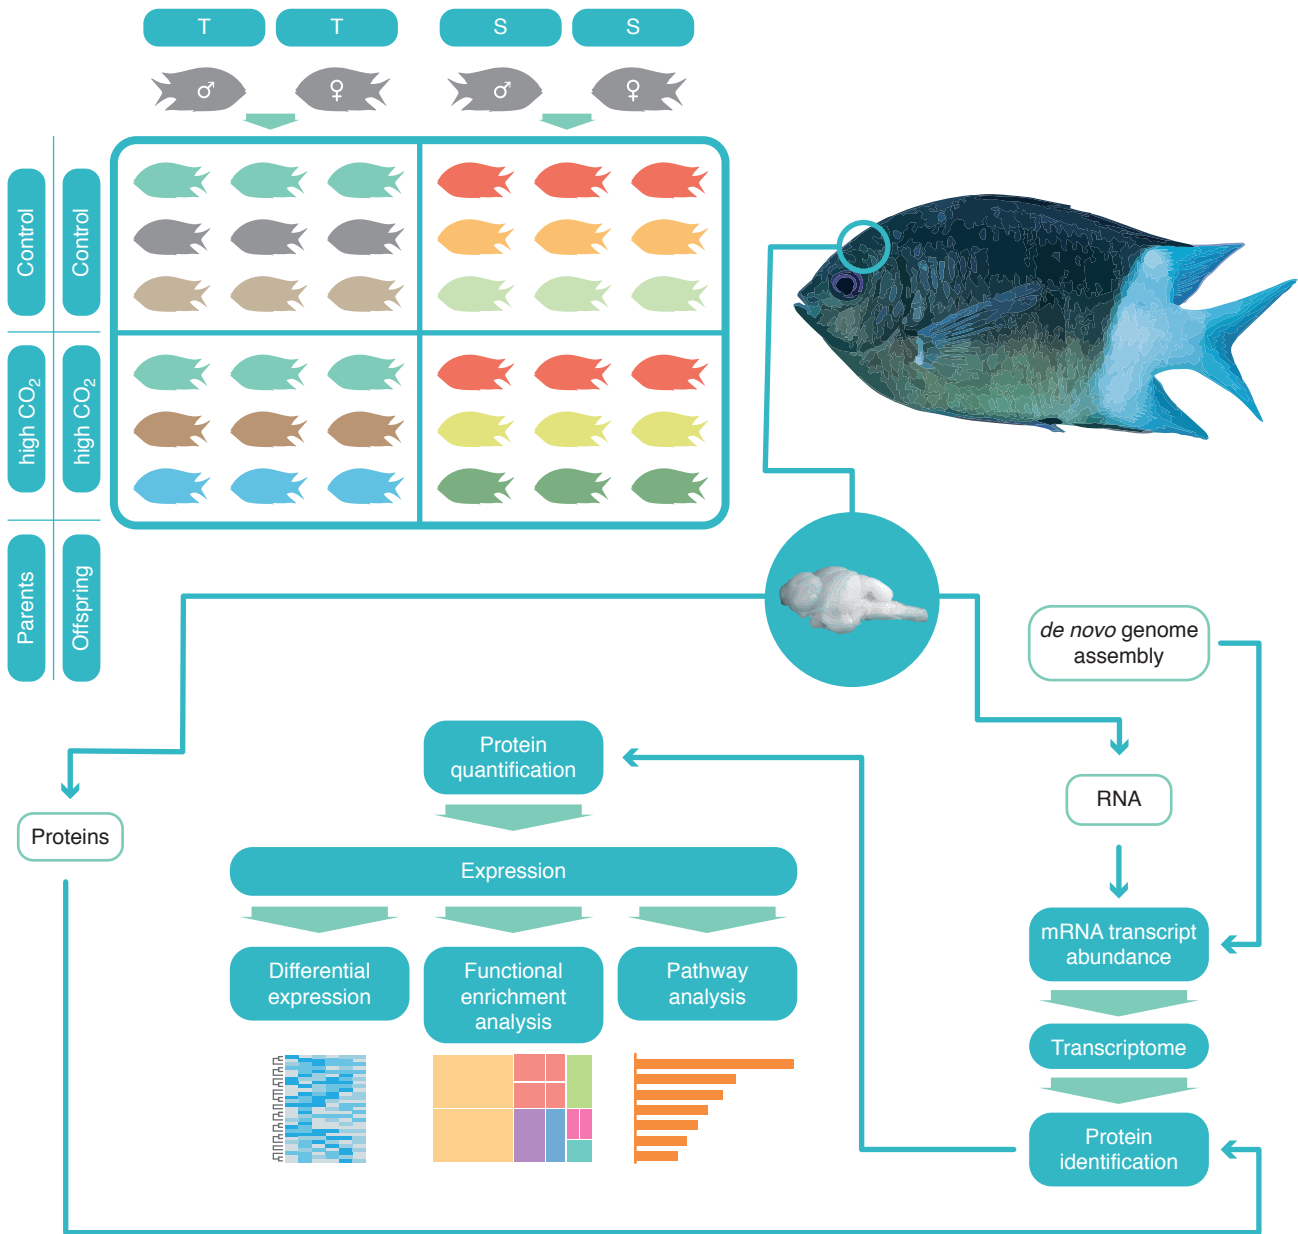 T
T
S
S
♂
♀
♂
♀
Control
Control
high CO₂
high CO₂
Parents
Offspring
de novo genome
assembly
Protein
quantification
RNA
Proteins
Expression
mRNA transcript
abundance
Differential
expression
Functional
enrichment
analysis
Pathway
analysis
Transcriptome
Protein
identification